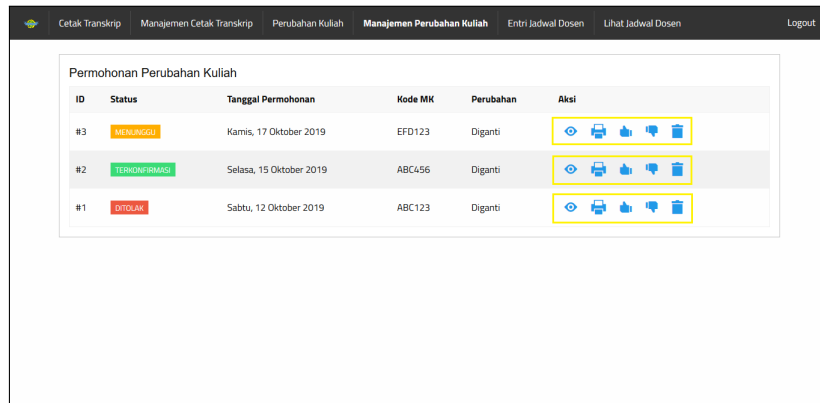 Cetak Transkrip Manajemen Cetak Transkrip Perubahan Kuliah Manajemen Perubahan Kuliah Entri Jadwal Dosen Lihat Jadwal Dosen Logout
Permohonan Perubahan Kuliah
ID Status Tanggal Permohonan Kode MK Perubahan Aksi
#3 MENUNGGU Kamis, 17 Oktober 2019 EFD123 Diganti
#2 TERKONFIRMASI Selasa, 15 Oktober 2019 ABC456 Diganti
#1 DITOLAK Sabtu, 12 Oktober 2019 ABC123 Diganti